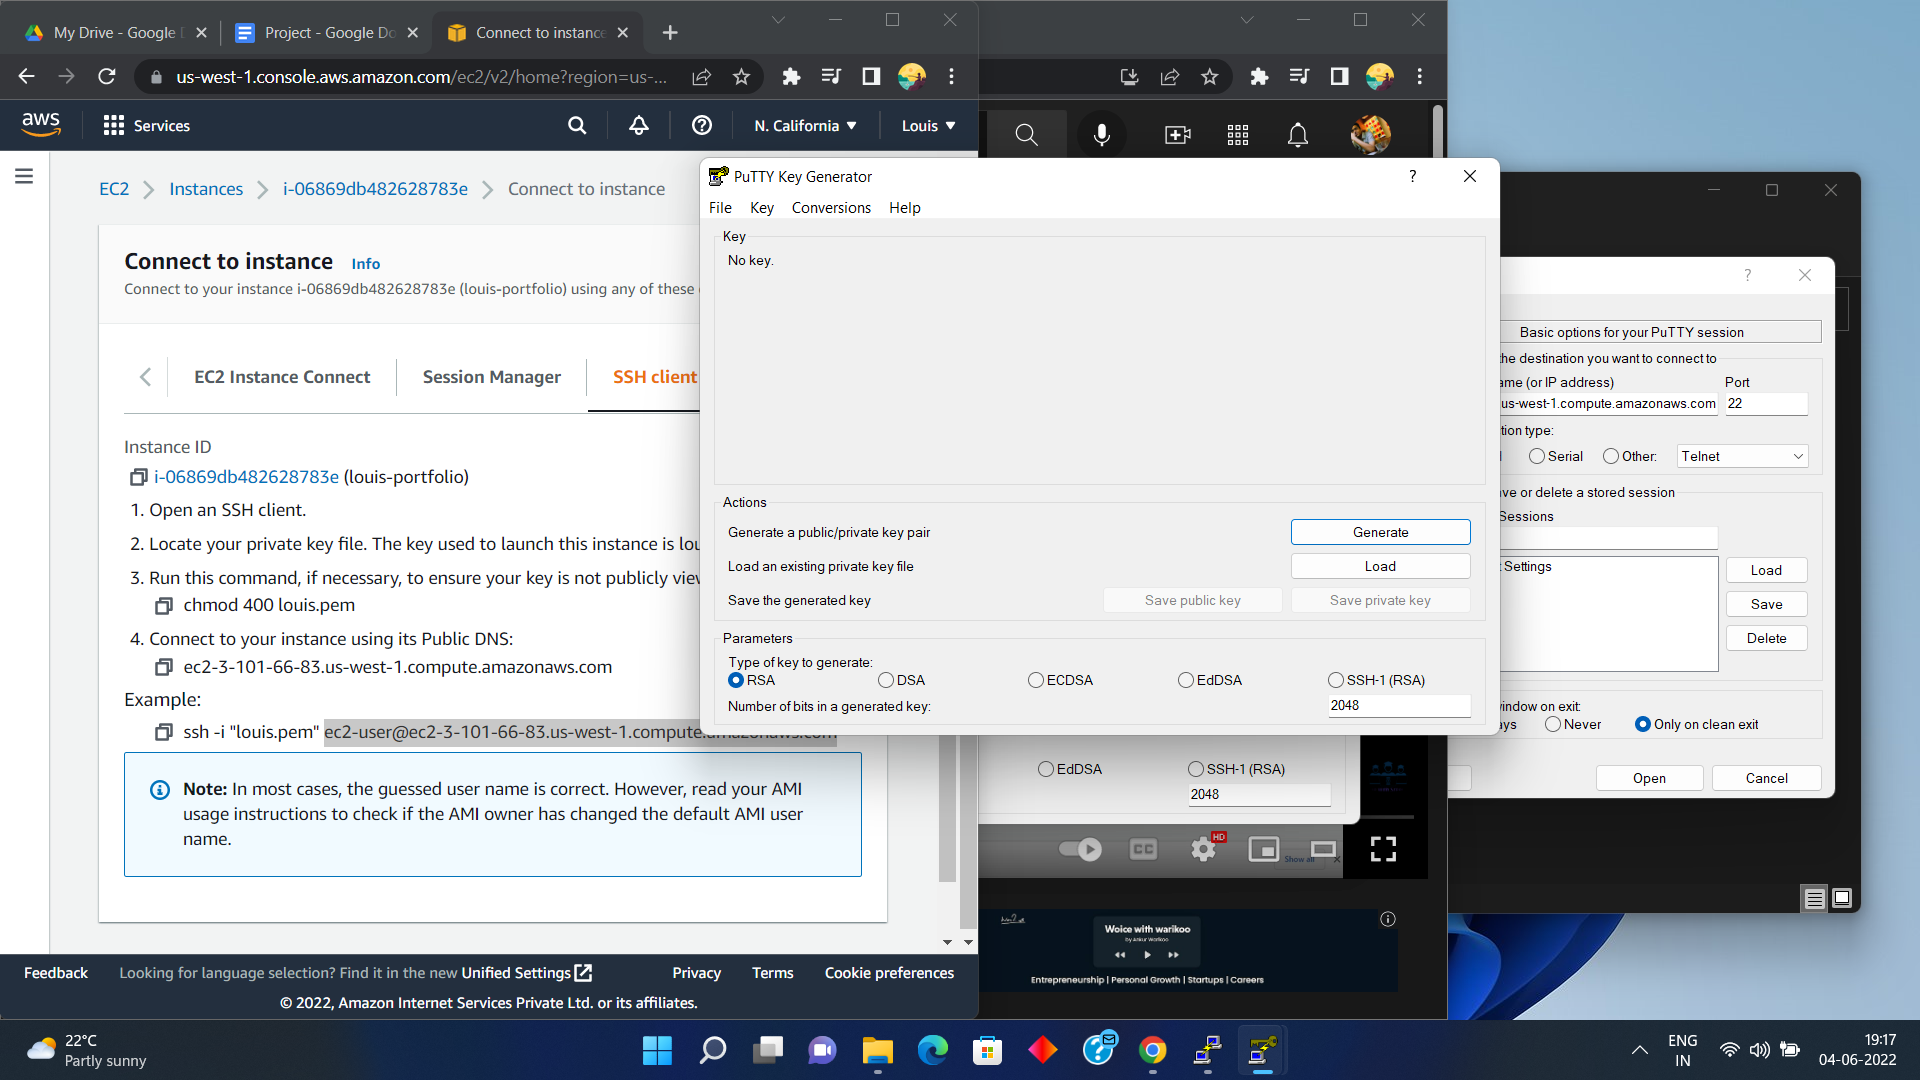 My Drive - Google D
Project - Google Do
Connect to instance
us-west-1.console.aws.amazon.com/ec2/v2/home?region=us-...
aws
Services
N. California
Louis
EC2
Instances
i-06869db482628783e
Connect to instance
Connect to instance
Info
Connect to your instance i-06869db482628783e (louis-portfolio) using any of these
EC2 Instance Connect
Session Manager
SSH client
Instance ID
i-06869db482628783e (louis-portfolio)
1. Open an SSH client.
2. Locate your private key file. The key used to launch this instance is lou
3. Run this command, if necessary, to ensure your key is not publicly view
chmod 400 louis.pem
4. Connect to your instance using its Public DNS:
ec2-3-101-66-83.us-west-1.compute.amazonaws.com
Example:
ssh -i "louis.pem" ec2-user@ec2-3-101-66-83.us-west-1.compute.amazonaws.com
Note: In most cases, the guessed user name is correct. However, read your AMI
usage instructions to check if the AMI owner has changed the default AMI user
name.
Feedback
Looking for language selection? Find it in the new Unified Settings
Privacy
Terms
Cookie preferences
© 2022, Amazon Internet Services Private Ltd. or its affiliates.
PuTTY Key Generator
?
File
Key
Conversions
Help
Key
No key.
Actions
Generate a public/private key pair
Generate
Load an existing private key file
Load
Save the generated key
Save public key
Save private key
Parameters
Type of key to generate:
RSA
DSA
ECDSA
EdDSA
SSH-1 (RSA)
Number of bits in a generated key:
2048
EdDSA
SSH-1 (RSA)
2048
?
Basic options for your PuTTY session
the destination you want to connect to
ame (or IP address)
Port
us-west-1.compute.amazonaws.com
22
tion type:
Serial
Other:
Telnet
ve or delete a stored session
Sessions
t Settings
Load
Save
Delete
window on exit:
ays
Never
Only on clean exit
Open
Cancel
CC
HD
Show all
Woice with warikoo
by Ankur Warikoo
Entrepreneurship | Personal Growth | Startups | Careers
22°C
Partly sunny
ENG
IN
19:17
04-06-2022